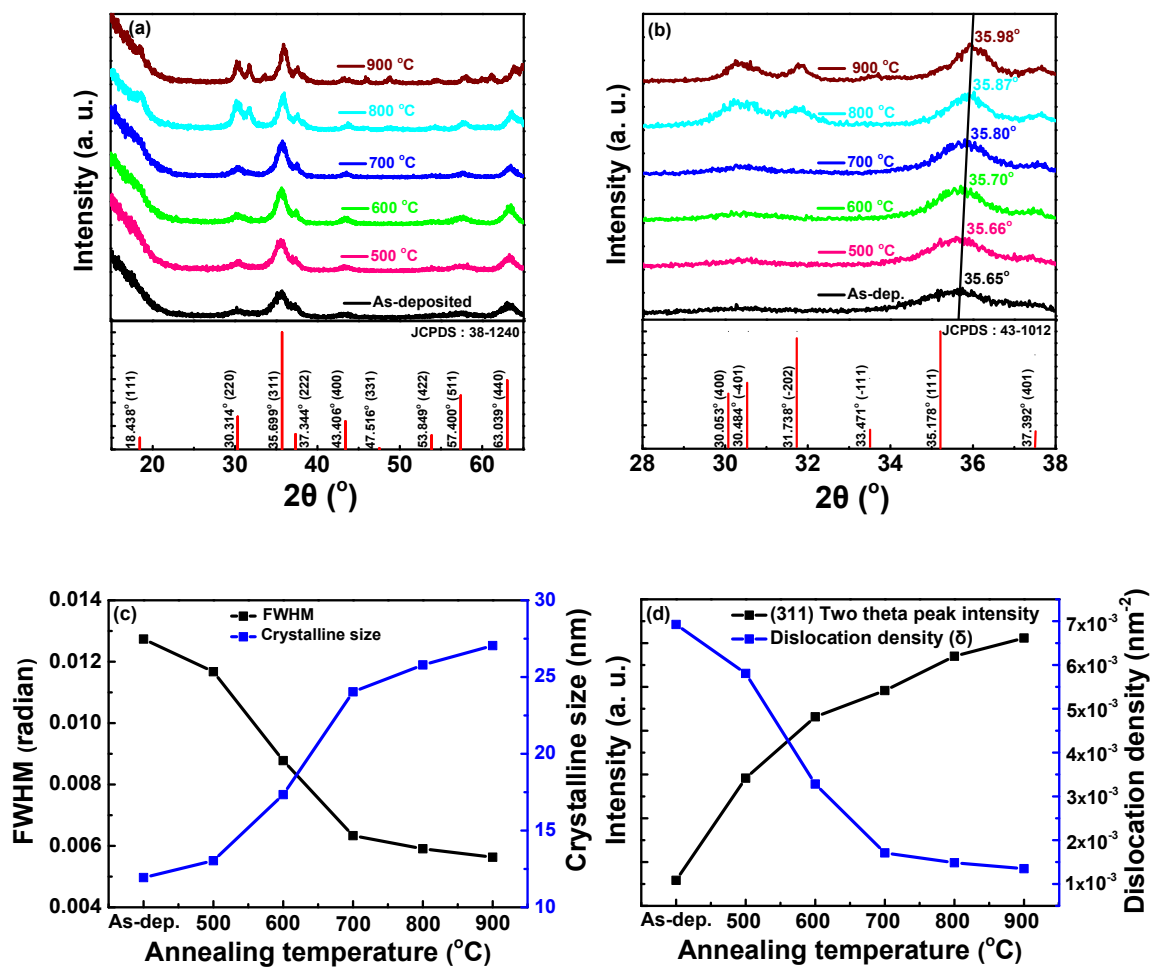 (a)
900 °C
800 °C
700 °C
600 °C
500 °C
As-deposited
Intensity (a. u.)
JCPDS : 38-1240
18.438° (111)
30.314° (220)
35.699° (311)
37.344° (222)
43.406° (400)
47.516° (331)
53.849° (422)
57.400° (511)
63.039° (440)
20 30 40 50 60
2θ (°)
(b)
35.98°
900 °C
35.87°
800 °C
35.80°
700 °C
35.70°
600 °C
35.66°
500 °C
35.65°
As-dep.
Intensity (a. u.)
JCPDS : 43-1012
30.053° (400)
30.484° (-401)
31.738° (-202)
33.471° (-111)
35.178° (111)
37.392° (401)
28 30 32 34 36 38
2θ (°)
(c)
FWHM
Crystalline size
0.014
0.012
0.010
0.008
0.006
0.004
FWHM (radian)
30
28
25
23
20
18
15
13
10
Crystalline size (nm)
As-dep. 500 600 700 800 900
Annealing temperature (°C)
(d)
(311) Two theta peak intensity
Dislocation density (δ)
Intensity (a. u.)
7x10⁻³
6x10⁻³
5x10⁻³
4x10⁻³
3x10⁻³
2x10⁻³
1x10⁻³
Dislocation density (nm⁻²)
As-dep. 500 600 700 800 900
Annealing temperature (°C)